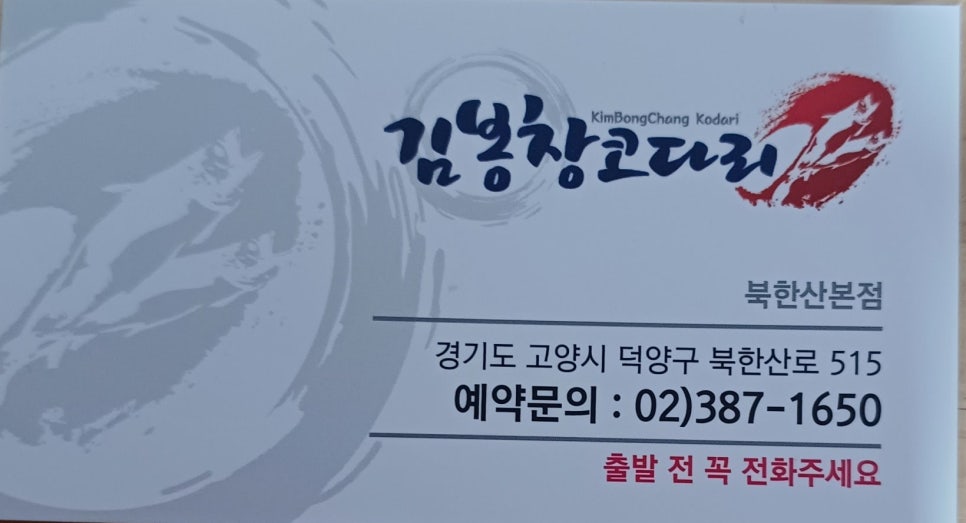 KimBongChang Kodari
김봉창코다리
북한산본점
경기도 고양시 덕양구 북한산로 515
예약문의 : 02)387-1650
출발 전 꼭 전화주세요